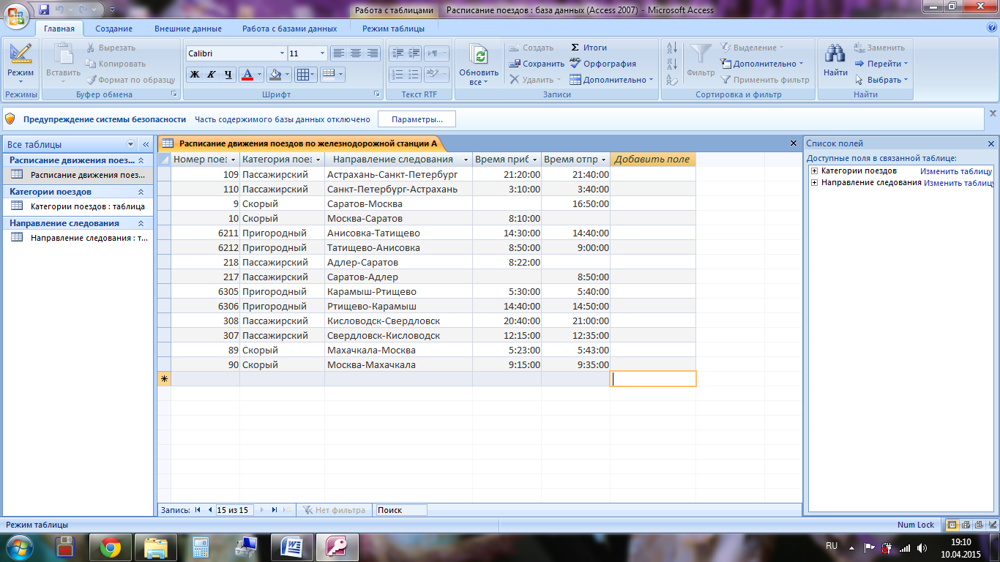 Работа с таблицами Расписание поездов : база данных (Access 2007) - Microsoft Access
Главная Создание Внешние данные Работа с базами данных Режим таблицы
Режим
Режимы
Вставить
Вырезать
Копировать
Формат по образцу
Буфер обмена
Calibri 11
Ж К Ч А
Шрифт
Текст RTF
Обновить все
Создать
Сохранить
Удалить
Итоги
Орфография
Дополнительно
Записи
Фильтр
Выделение
Дополнительно
Применить фильтр
Сортировка и фильтр
Найти
Заменить
Перейти
Выбрать
Найти
Предупреждение системы безопасности Часть содержимого базы данных отключено Параметры...
Все таблицы
Расписание движения поез...
Расписание движения поез...
Категории поездов
Категории поездов : таблица
Направление следования
Направление следования : т...
Расписание движения поездов по железнодорожной станции А
Номер поез Категория поез Направление следования Время приб Время отпр Добавить поле
109 Пассажирский Астрахань-Санкт-Петербург 21:20:00 21:40:00
110 Пассажирский Санкт-Петербург-Астрахань 3:10:00 3:40:00
9 Скорый Саратов-Москва 16:50:00
10 Скорый Москва-Саратов 8:10:00
6211 Пригородный Анисовка-Татищево 14:30:00 14:40:00
6212 Пригородный Татищево-Анисовка 8:50:00 9:00:00
218 Пассажирский Адлер-Саратов 8:22:00
217 Пассажирский Саратов-Адлер 8:50:00
6305 Пригородный Карамыш-Ртищево 5:30:00 5:40:00
6306 Пригородный Ртищево-Карамыш 14:40:00 14:50:00
308 Пассажирский Кисловодск-Свердловск 20:40:00 21:00:00
307 Пассажирский Свердловск-Кисловодск 12:15:00 12:35:00
89 Скорый Махачкала-Москва 5:23:00 5:43:00
90 Скорый Москва-Махачкала 9:15:00 9:35:00
Запись: 15 из 15 Нет фильтра Поиск
Список полей
Доступные поля в связанной таблице:
Категории поездов Изменить таблицу
Направление следования Изменить таблицу
Режим таблицы Num Lock
RU 19:10
10.04.2015